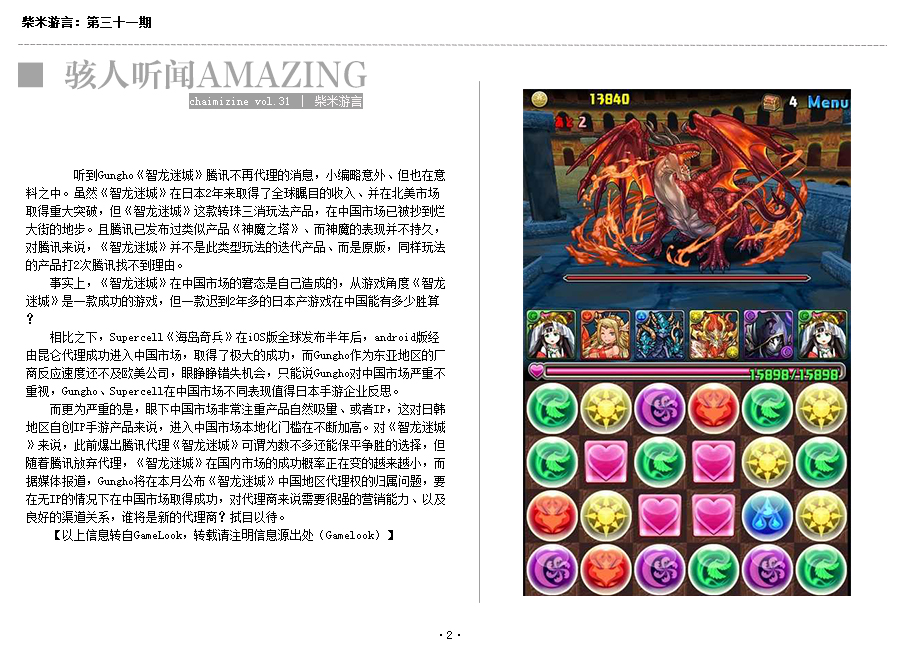 柴米游言：第三十一期
骇人听闻AMAZING
chaimizine vol.31 | 柴米游言
听到Gungho《智龙迷城》腾讯不再代理的消息，小编略意外、但也在意
料之中。虽然《智龙迷城》在日本2年来取得了全球瞩目的收入、并在北美市场
取得重大突破，但《智龙迷城》这款转珠三消玩法产品，在中国市场已被抄到烂
大街的地步。且腾讯已发布过类似产品《神魔之塔》、而神魔的表现并不持久，
对腾讯来说，《智龙迷城》并不是此类型玩法的迭代产品、而是原版，同样玩法
的产品打2次腾讯找不到理由。
事实上，《智龙迷城》在中国市场的窘态是自己造成的，从游戏角度《智龙
迷城》是一款成功的游戏，但一款迟到2年多的日本产游戏在中国能有多少胜算
？
相比之下，Supercell《海岛奇兵》在iOS版全球发布半年后，android版经
由昆仑代理成功进入中国市场，取得了极大的成功，而Gungho作为东亚地区的厂
商反应速度还不及欧美公司，眼睁睁错失机会，只能说Gungho对中国市场严重不
重视，Gungho、Supercell在中国市场不同表现值得日本手游企业反思。
而更为严重的是，眼下中国市场非常注重产品自然吸量、或者IP，这对日韩
地区自创IP手游产品来说，进入中国市场本地化门槛在不断加高。对《智龙迷城
》来说，此前爆出腾讯代理《智龙迷城》可谓为数不多还能保平争胜的选择，但
随着腾讯放弃代理，《智龙迷城》在国内市场的成功概率正在变的越来越小，而
据媒体报道，Gungho将在本月公布《智龙迷城》中国地区代理权的归属问题，要
在无IP的情况下在中国市场取得成功，对代理商来说需要很强的营销能力、以及
良好的渠道关系，谁将是新的代理商？拭目以待。
【以上信息转自GameLook，转载请注明信息源出处（Gamelook）】
13840
4 Menu
2
15898/15898
·2·